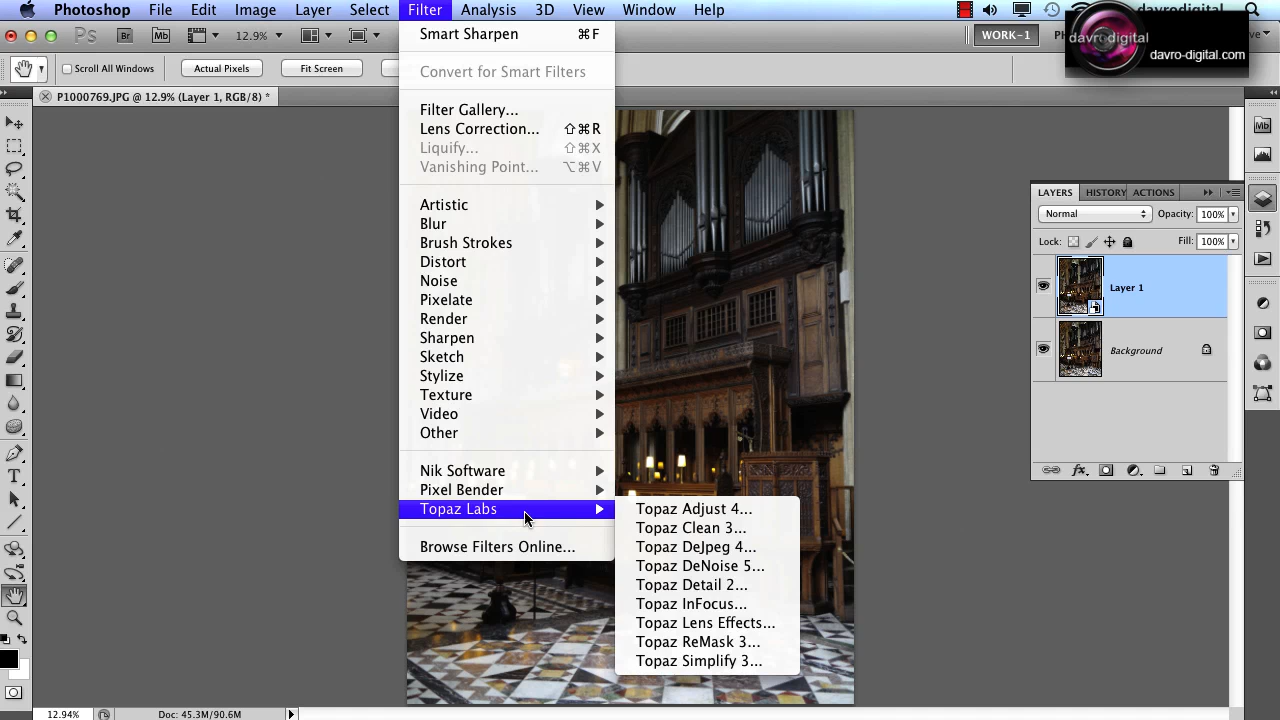 Photoshop File Edit Image Layer Select Filter Analysis 3D View Window Help
Ps Br Mb 12.9% WORK-1
davrodigital
davro-digital.com
Scroll All Windows Actual Pixels Fit Screen
P1000769.JPG @ 12.9% (Layer 1, RGB/8) *
Smart Sharpen ⌘F
Convert for Smart Filters
Filter Gallery...
Lens Correction... ⇧⌘R
Liquify... ⇧⌘X
Vanishing Point... ⌥⌘V
Artistic
Blur
Brush Strokes
Distort
Noise
Pixelate
Render
Sharpen
Sketch
Stylize
Texture
Video
Other
Nik Software
Pixel Bender
Topaz Labs
Browse Filters Online...
Topaz Adjust 4...
Topaz Clean 3...
Topaz DeJpeg 4...
Topaz DeNoise 5...
Topaz Detail 2...
Topaz InFocus...
Topaz Lens Effects...
Topaz ReMask 3...
Topaz Simplify 3...
Mb
LAYERS HISTORY ACTIONS
Normal Opacity: 100%
Lock: Fill: 100%
Layer 1
Background
fx
12.94% Doc: 45.3M/90.6M